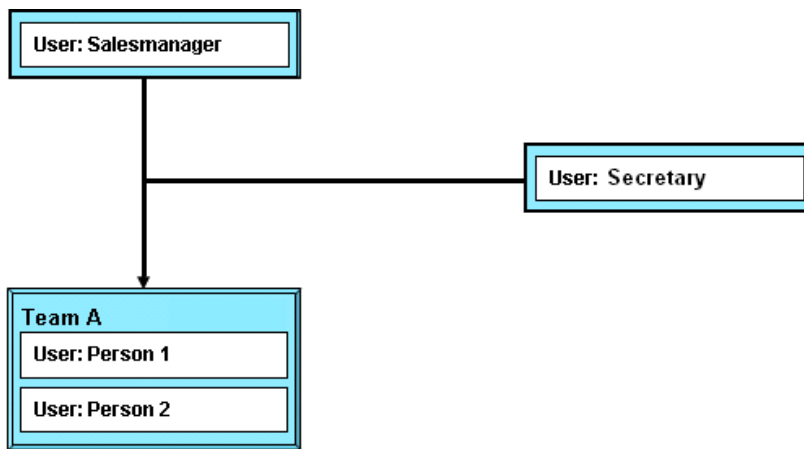 User: Salesmanager
User: Secretary
Team A
User: Person 1
User: Person 2